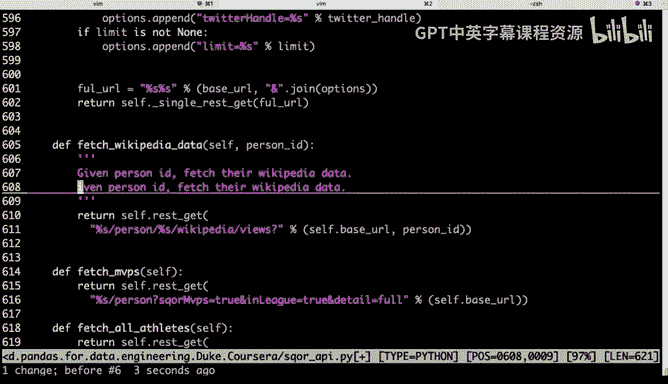 vim vim ⌘2 -zsh ⌘3
GPT中英字幕课程资源 bilibili
596 options.append("twitterHandle=%s" % twitter_handle)
597 if limit is not None:
598 options.append("limit=%s" % limit)
599
600
601 ful_url = "%s%s" % (base_url, "&".join(options))
602 return self._single_rest_get(ful_url)
603
604
605 def fetch_wikipedia_data(self, person_id):
606 '''
607 Given person id, fetch their wikipedia data.
608 iven person id, fetch their wikipedia data.
609 '''
610 return self.rest_get(
611 "%s/person/%s/wikipedia/views?" % (self.base_url, person_id))
612
613
614 def fetch_mvps(self):
615 return self.rest_get(
616 "%s/person?sqorMvps=true&inLeague=true&detail=full" % (self.base_url))
617
618 def fetch_all_athletes(self):
619 return self.rest_get(
<d.pandas.for.data.engineering.Duke.Coursera/sqor_api.py[+] [TYPE=PYTHON] [POS=0608,0009] [97%] [LEN=621]
1 change; before #6 3 seconds ago